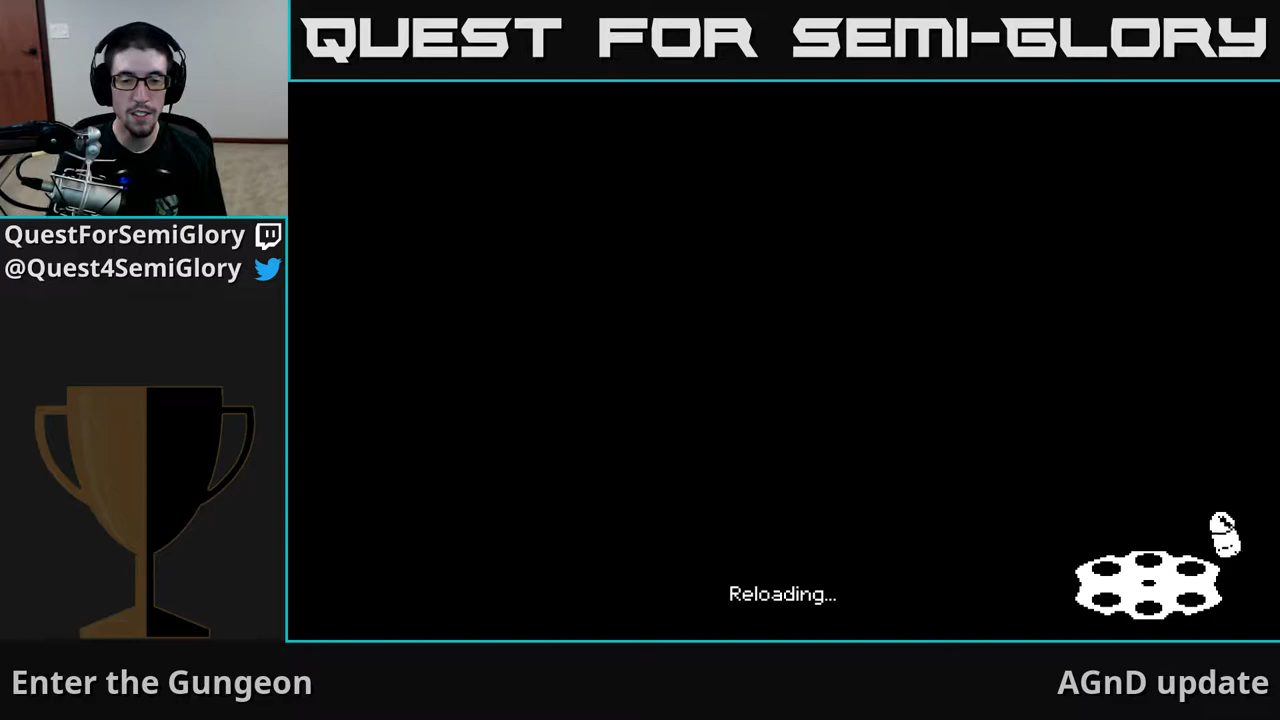 QUEST FOR SEMI-GLORY
QuestForSemiGlory
@Quest4SemiGlory
Reloading...
Enter the Gungeon
AGnD update